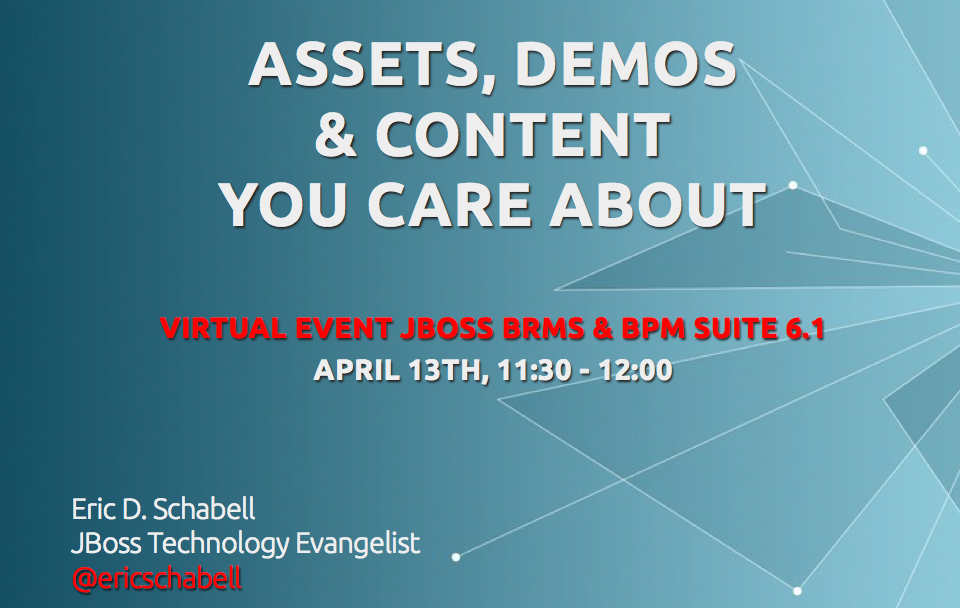 ASSETS, DEMOS
& CONTENT
YOU CARE ABOUT
VIRTUAL EVENT JBOSS BRMS & BPM SUITE 6.1
APRIL 13TH, 11:30 - 12:00
Eric D. Schabell
JBoss Technology Evangelist
@ericschabell